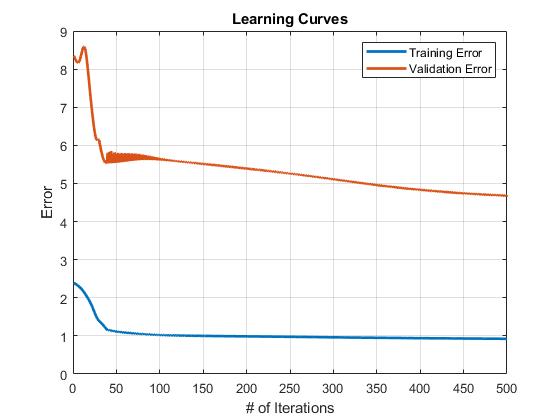 Learning Curves
Training Error
Validation Error
9
8
7
6
5
4
3
2
1
0
Error
0 50 100 150 200 250 300 350 400 450 500
# of Iterations